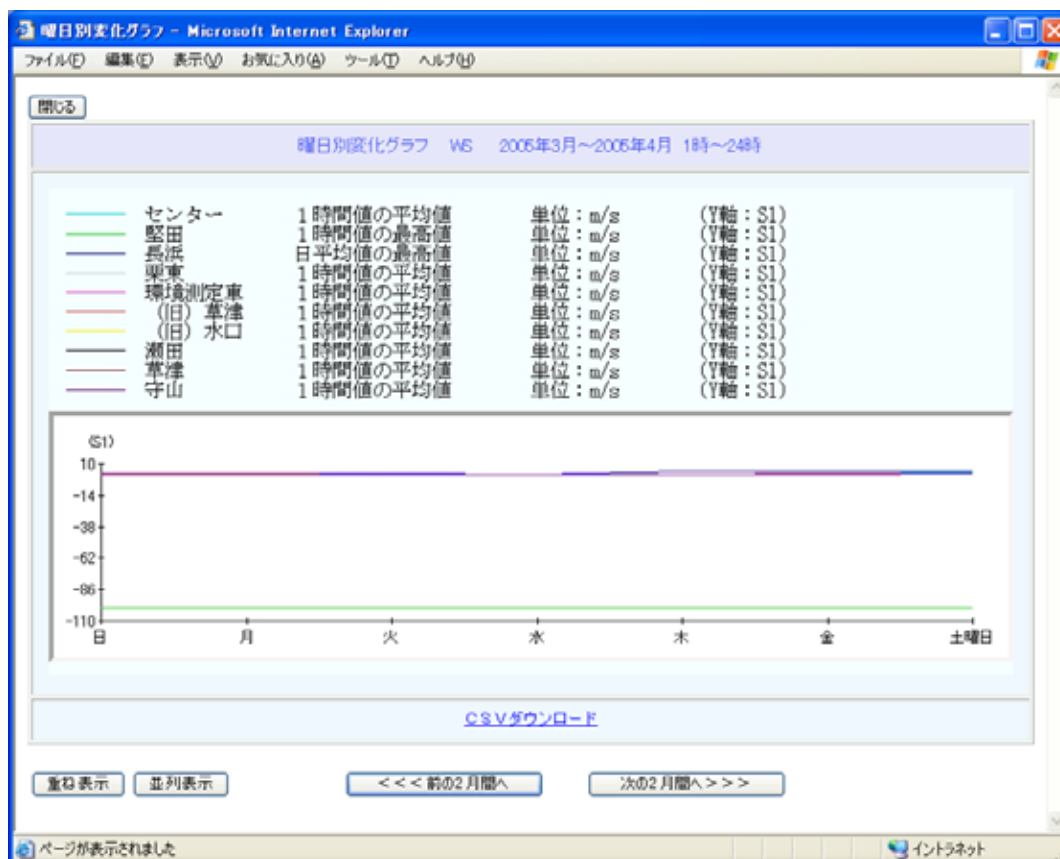 曜日別変化グラフ - Microsoft Internet Explorer
ファイル(F) 編集(E) 表示(V) お気に入り(A) ツール(T) ヘルプ(H)
閉じる
曜日別変化グラフ WS 2005年3月～2005年4月 1時～24時
センター 1時間値の平均値 単位：m/s (Y軸：S1)
堅田 1時間値の最高値 単位：m/s (Y軸：S1)
長浜 日平均値の最高値 単位：m/s (Y軸：S1)
栗東 1時間値の平均値 単位：m/s (Y軸：S1)
環境測定車 1時間値の平均値 単位：m/s (Y軸：S1)
(旧) 草津 1時間値の平均値 単位：m/s (Y軸：S1)
(旧) 水口 1時間値の平均値 単位：m/s (Y軸：S1)
瀬田 1時間値の平均値 単位：m/s (Y軸：S1)
草津 1時間値の平均値 単位：m/s (Y軸：S1)
守山 1時間値の平均値 単位：m/s (Y軸：S1)
(S1)
10
-14
-38
-62
-86
-110
日 月 火 水 木 金 土曜日
CSVダウンロード
重ね表示 並列表示 <<<前の2月間へ 次の2月間へ>>>
ページが表示されました イントラネット